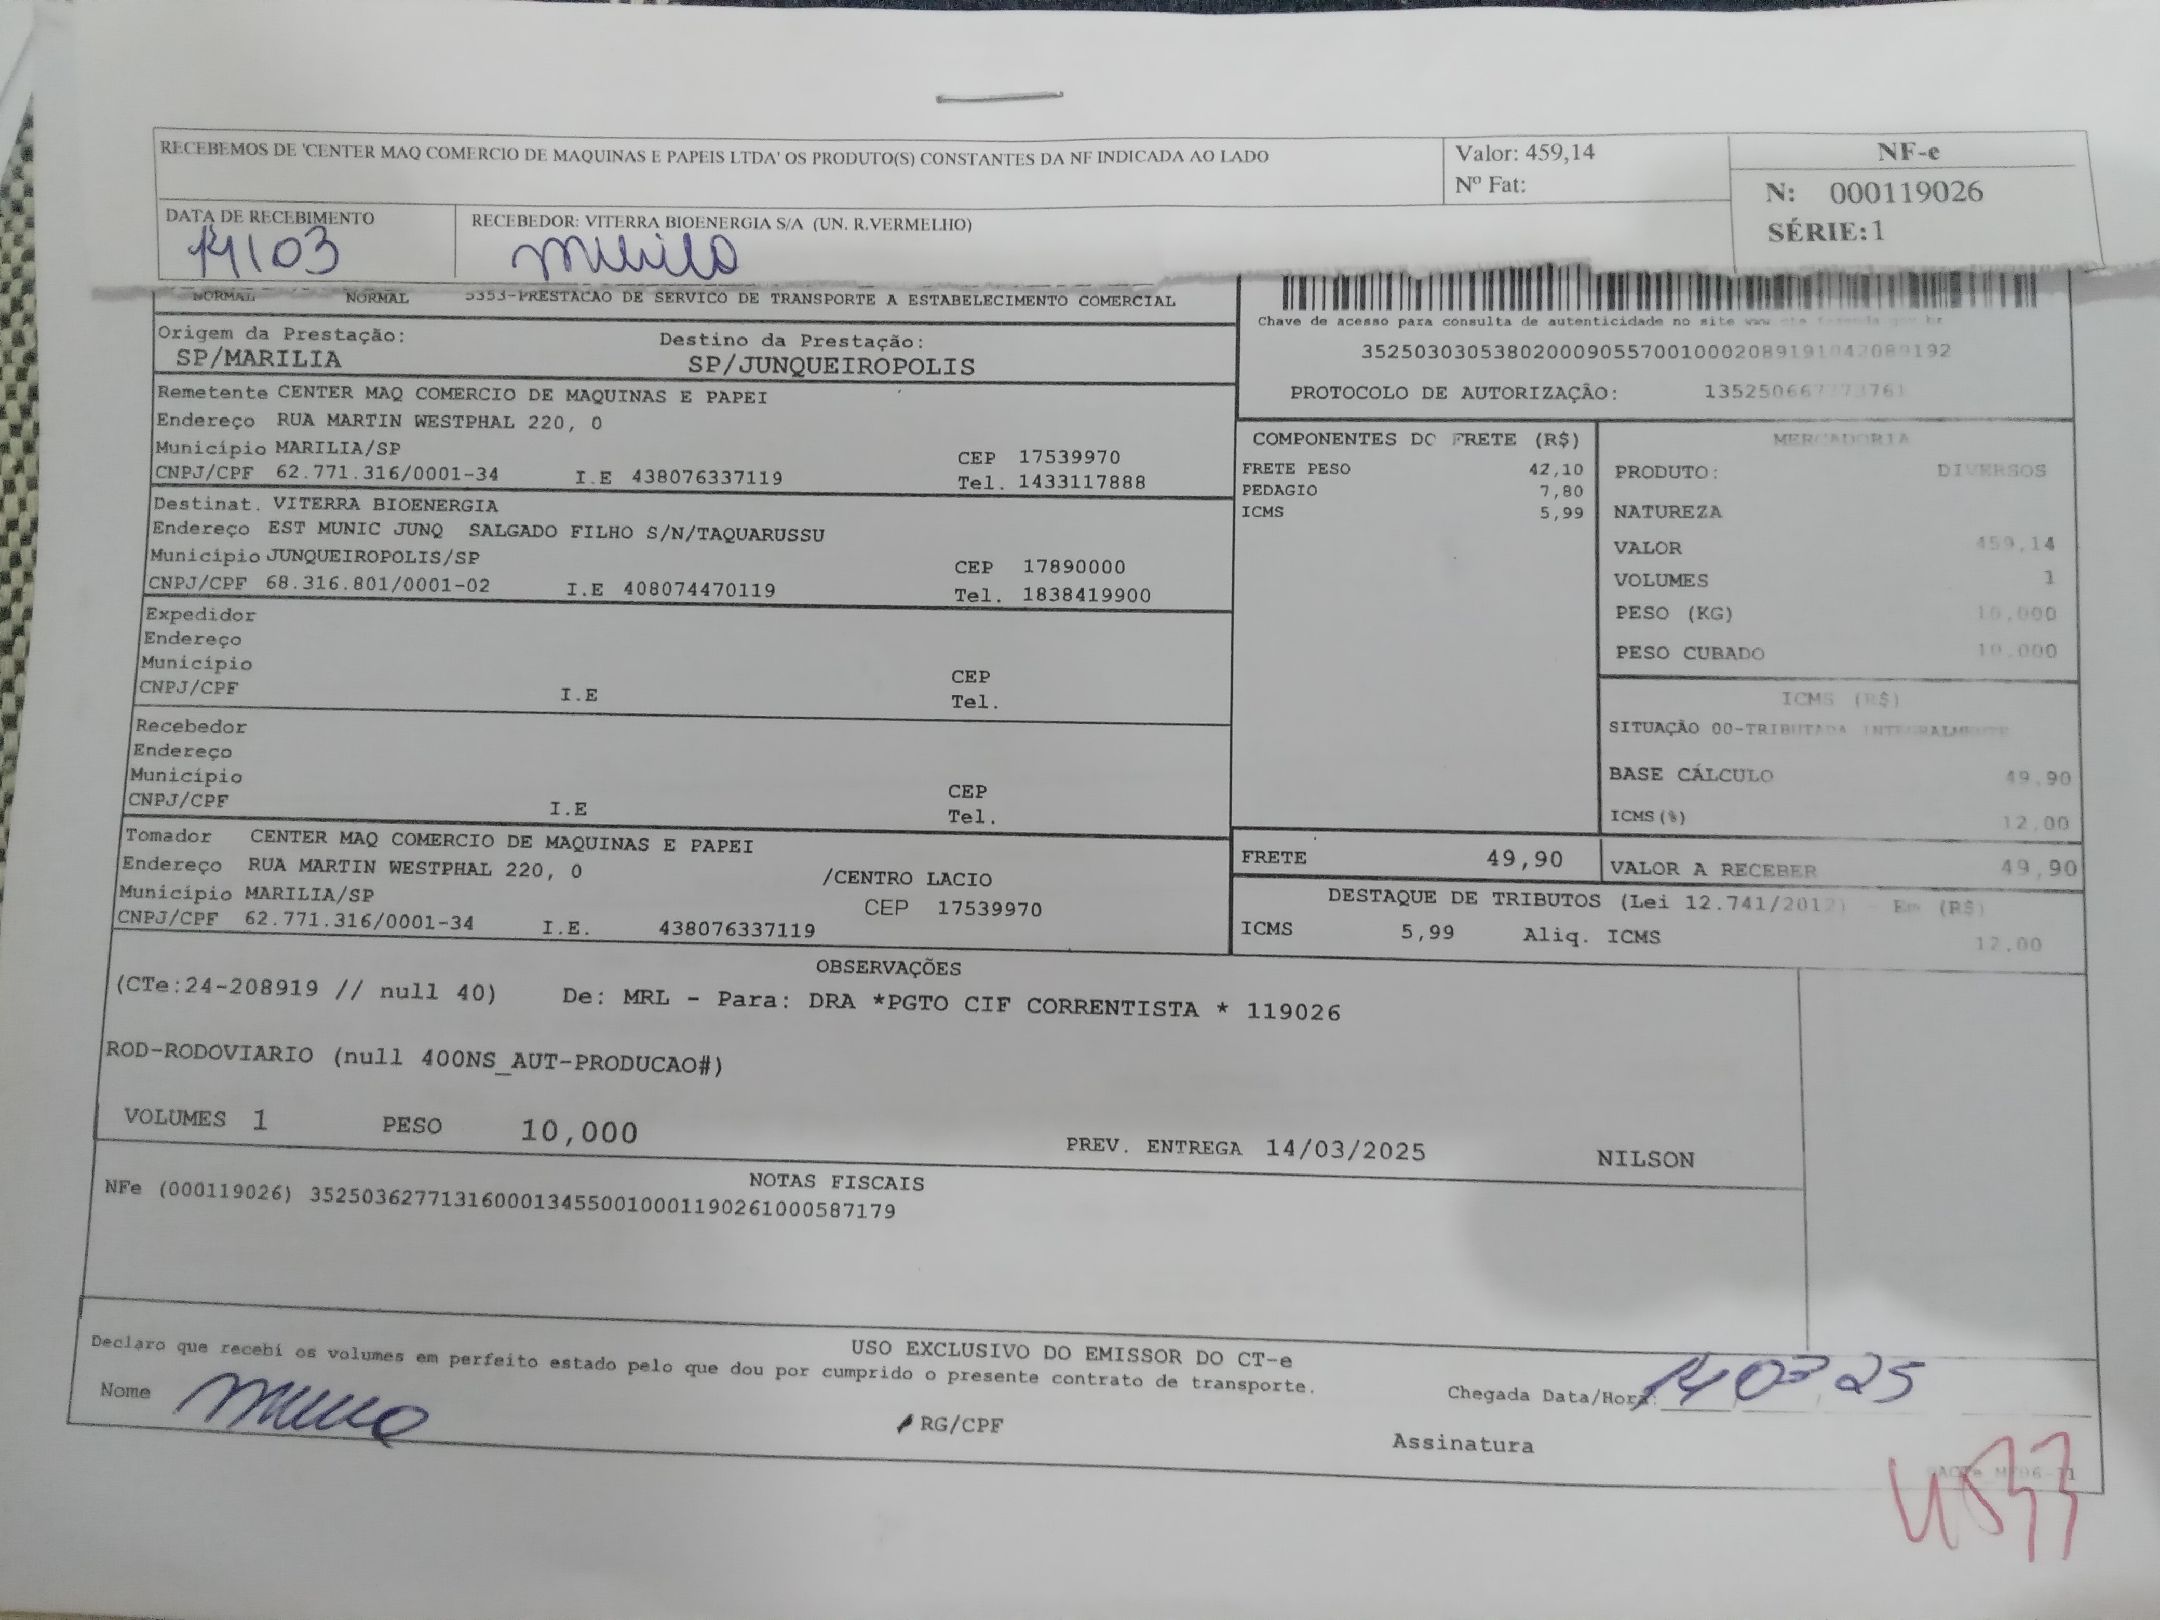 RECEBEMOS DE 'CENTER MAQ COMERCIO DE MAQUINAS E PAPEIS LTDA' OS PRODUTO(S) CONSTANTES DA NF INDICADA AO LADO
Valor: 459,14
Nº Fat:
NF-e
N: 000119026
SÉRIE:1
DATA DE RECEBIMENTO
14/03
RECEBEDOR: VITERRA BIOENERGIA S/A (UN. R.VERMELHO)
NORMAL NORMAL 5353-PRESTACAO DE SERVICO DE TRANSPORTE A ESTABELECIMENTO COMERCIAL
Chave de acesso para consulta de autenticidade no site www.cte.fazenda.gov.br
PROTOCOLO DE AUTORIZAÇÃO:
Origem da Prestação: Destino da Prestação:
SP/MARILIA SP/JUNQUEIROPOLIS
Remetente CENTER MAQ COMERCIO DE MAQUINAS E PAPEI
Endereço RUA MARTIN WESTPHAL 220, 0
Município MARILIA/SP CEP 17539970
CNPJ/CPF 62.771.316/0001-34 I.E 438076337119 Tel. 1433117888
Destinat. VITERRA BIOENERGIA
Endereço EST MUNIC JUNQ SALGADO FILHO S/N/TAQUARUSSU
Município JUNQUEIROPOLIS/SP CEP 17890000
CNPJ/CPF 68.316.801/0001-02 I.E 408074470119 Tel. 1838419900
Expedidor
Endereço
Município CEP
CNPJ/CPF I.E Tel.
Recebedor
Endereço
Município CEP
CNPJ/CPF I.E Tel.
Tomador CENTER MAQ COMERCIO DE MAQUINAS E PAPEI
Endereço RUA MARTIN WESTPHAL 220, 0 /CENTRO LACIO
Município MARILIA/SP CEP 17539970
CNPJ/CPF 62.771.316/0001-34 I.E. 438076337119
COMPONENTES DO FRETE (R$)
FRETE PESO 42,10
PEDAGIO 7,80
ICMS 5,99
MERCADORIA
PRODUTO: DIVERSOS
NATUREZA
VALOR 459,14
VOLUMES 1
PESO (KG) 10,000
PESO CUBADO 10,000
ICMS (R$)
SITUAÇÃO 00-TRIBUTADA INTEGRALMENTE
BASE CÁLCULO 49,90
ICMS(%) 12,00
FRETE 49,90
VALOR A RECEBER 49,90
DESTAQUE DE TRIBUTOS (Lei 12.741/2012) - Em (R$)
ICMS 5,99 Aliq. ICMS 12,00
OBSERVAÇÕES
(CTe:24-208919 // null 40) De: MRL - Para: DRA *PGTO CIF CORRENTISTA * 119026
ROD-RODOVIARIO (null 400NS_AUT-PRODUCAO#)
VOLUMES 1 PESO 10,000 PREV. ENTREGA 14/03/2025 NILSON
NOTAS FISCAIS
NFe (000119026) 35250362771316000134550010001190261000587179
USO EXCLUSIVO DO EMISSOR DO CT-e
Declaro que recebi os volumes em perfeito estado pelo que dou por cumprido o presente contrato de transporte.
Nome RG/CPF
Chegada Data/Hora: 14 03 25
Assinatura